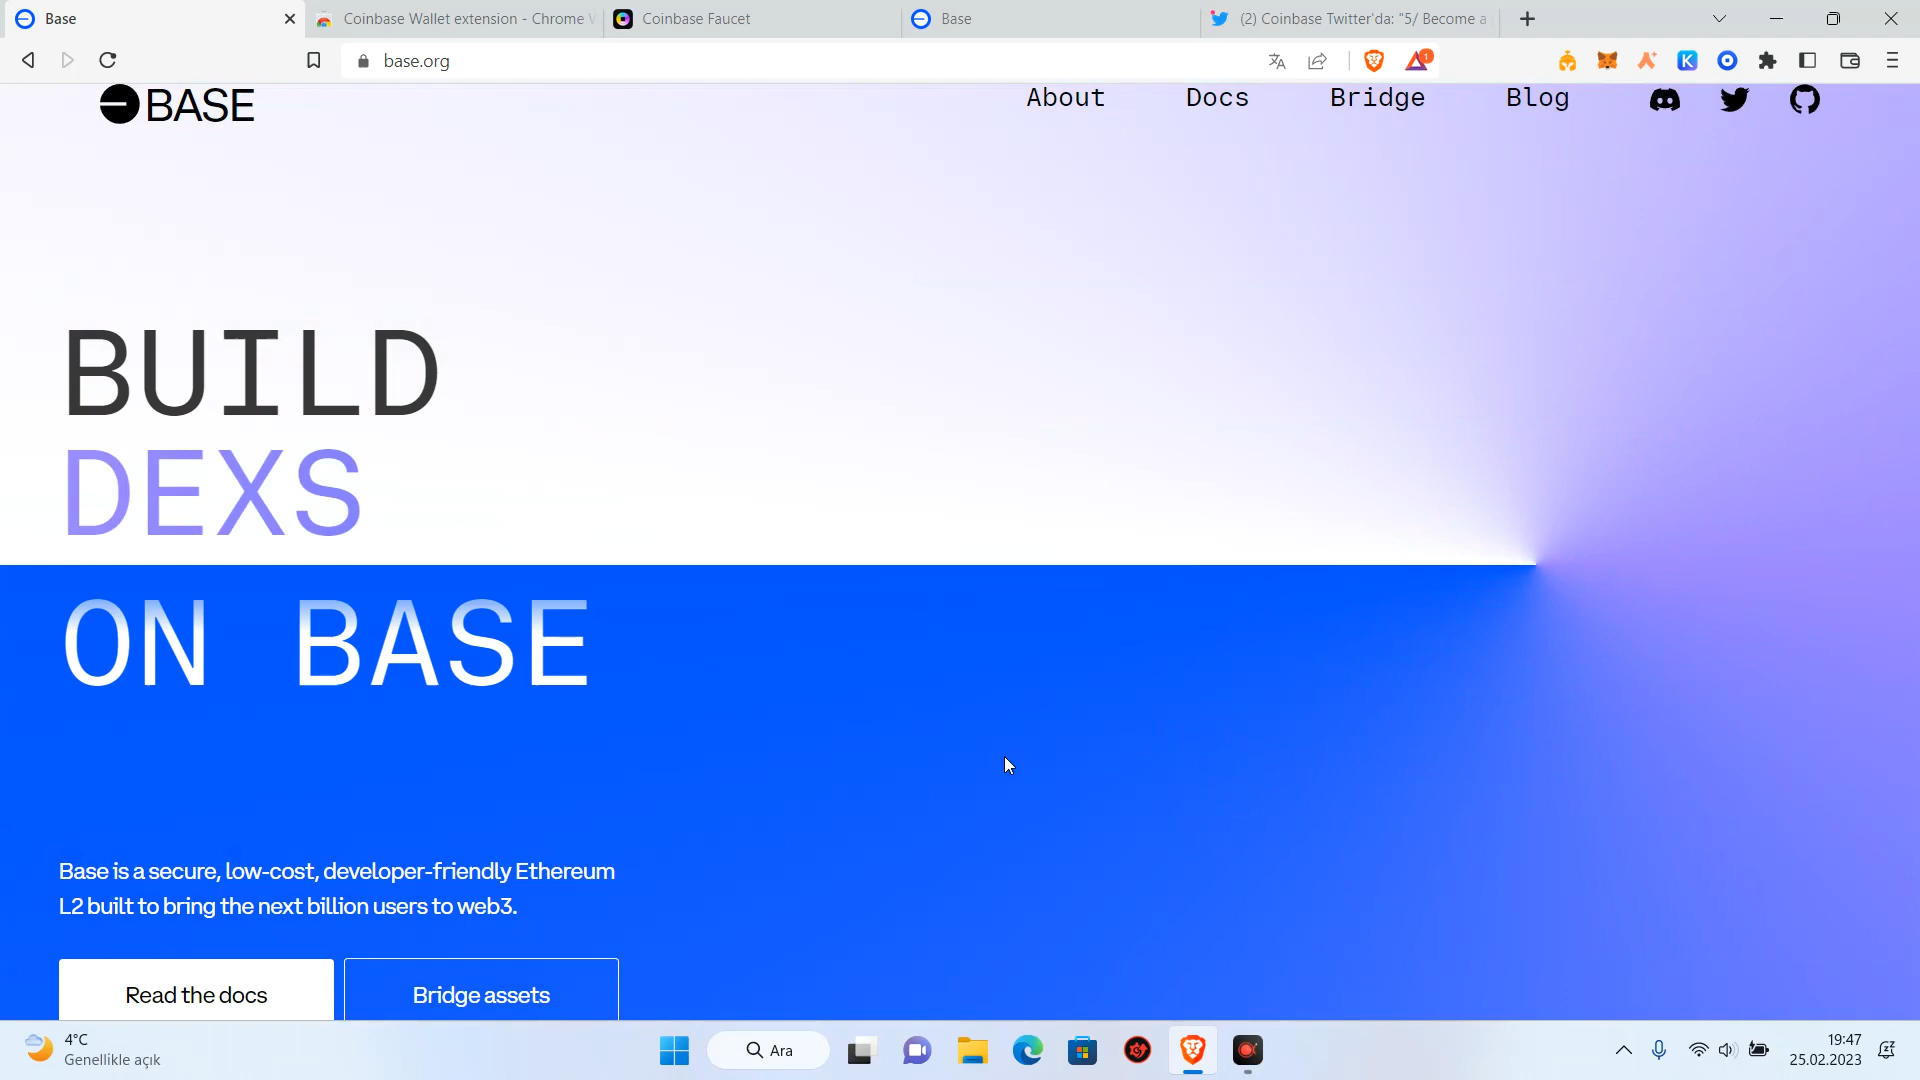 Base
Coinbase Wallet extension - Chrome
Coinbase Faucet
Base
(2) Coinbase Twitter'da: "5/ Become a
base.org
1
BASE
About
Docs
Bridge
Blog
BUILD
DEXS
ON BASE
Base is a secure, low-cost, developer-friendly Ethereum
L2 built to bring the next billion users to web3.
Read the docs
Bridge assets
4°C
Genellikle açık
Ara
19:47
25.02.2023